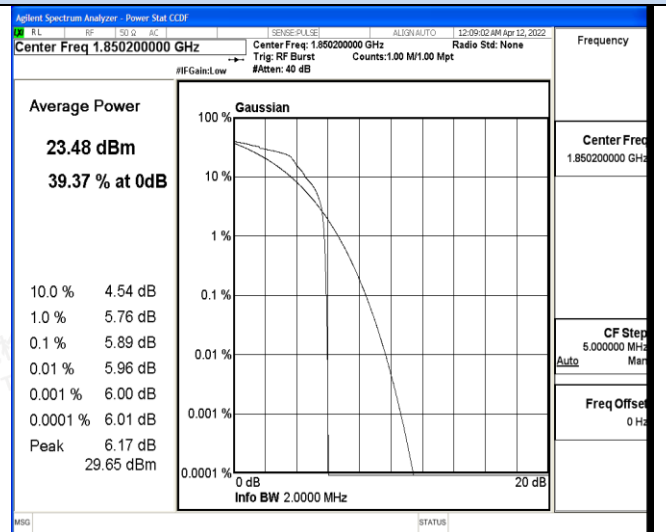 Agilent Spectrum Analyzer - Power Stat CCDF
RL RF 50 Ω AC SENSE:PULSE ALIGN AUTO 12:09:02 AM Apr 12, 2022
Center Freq 1.850200000 GHz
Center Freq: 1.850200000 GHz Radio Std: None
Trig: RF Burst Counts:1.00 M/1.00 Mpt
#IFGain:Low #Atten: 40 dB
Frequency
Average Power
23.48 dBm
39.37 % at 0dB
10.0 % 4.54 dB
1.0 % 5.76 dB
0.1 % 5.89 dB
0.01 % 5.96 dB
0.001 % 6.00 dB
0.0001 % 6.01 dB
Peak 6.17 dB
29.65 dBm
Gaussian
100 %
10 %
1 %
0.1 %
0.01 %
0.001 %
0.0001 %
0 dB 20 dB
Info BW 2.0000 MHz
Center Freq
1.850200000 GHz
CF Step
5.000000 MHz
Auto Man
Freq Offset
0 Hz
MSG STATUS